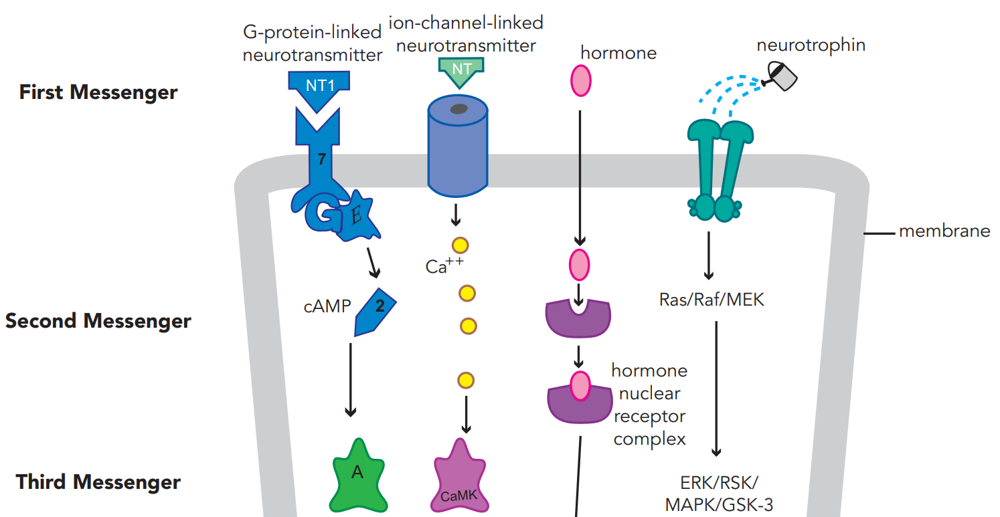 G-protein-linked
neurotransmitter
ion-channel-linked
neurotransmitter
hormone
neurotrophin
First Messenger
NT1
NT
7
G
E
membrane
Ca⁺⁺
Second Messenger
cAMP
2
Ras/Raf/MEK
hormone
nuclear
receptor
complex
Third Messenger
A
CaMK
ERK/RSK/
MAPK/GSK-3